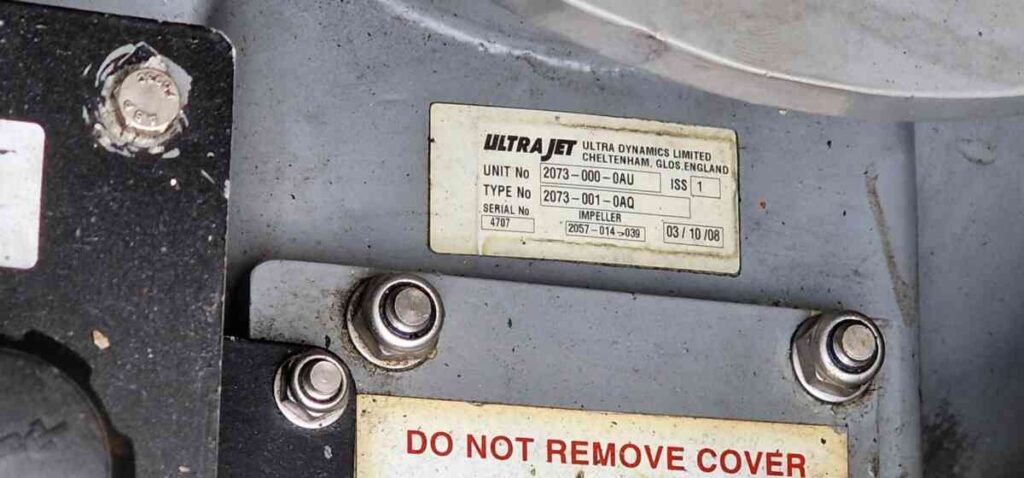 ULTRA JET ULTRA DYNAMICS LIMITED
CHELTENHAM, GLOS, ENGLAND
UNIT No 2073-000-0AU ISS 1
TYPE No 2073-001-0AQ
SERIAL No IMPELLER
4707 2057-014→039 03/10/08
DO NOT REMOVE COVER